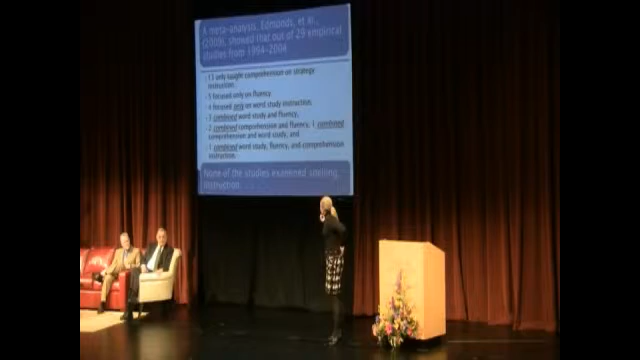 A meta-analysis, Edmonds, et al.,
(2009), showed that out of 29 empirical
studies from 1994-2004
13 only taught comprehension on strategy
instruction,
5 focused only on fluency
4 focused only on word study instruction,
3 combined word study and fluency,
2 combined comprehension and fluency, 1 combined
comprehension and word study, and
1 combined word study, fluency, and comprehension
instruction.
None of the studies examined spelling
instruction